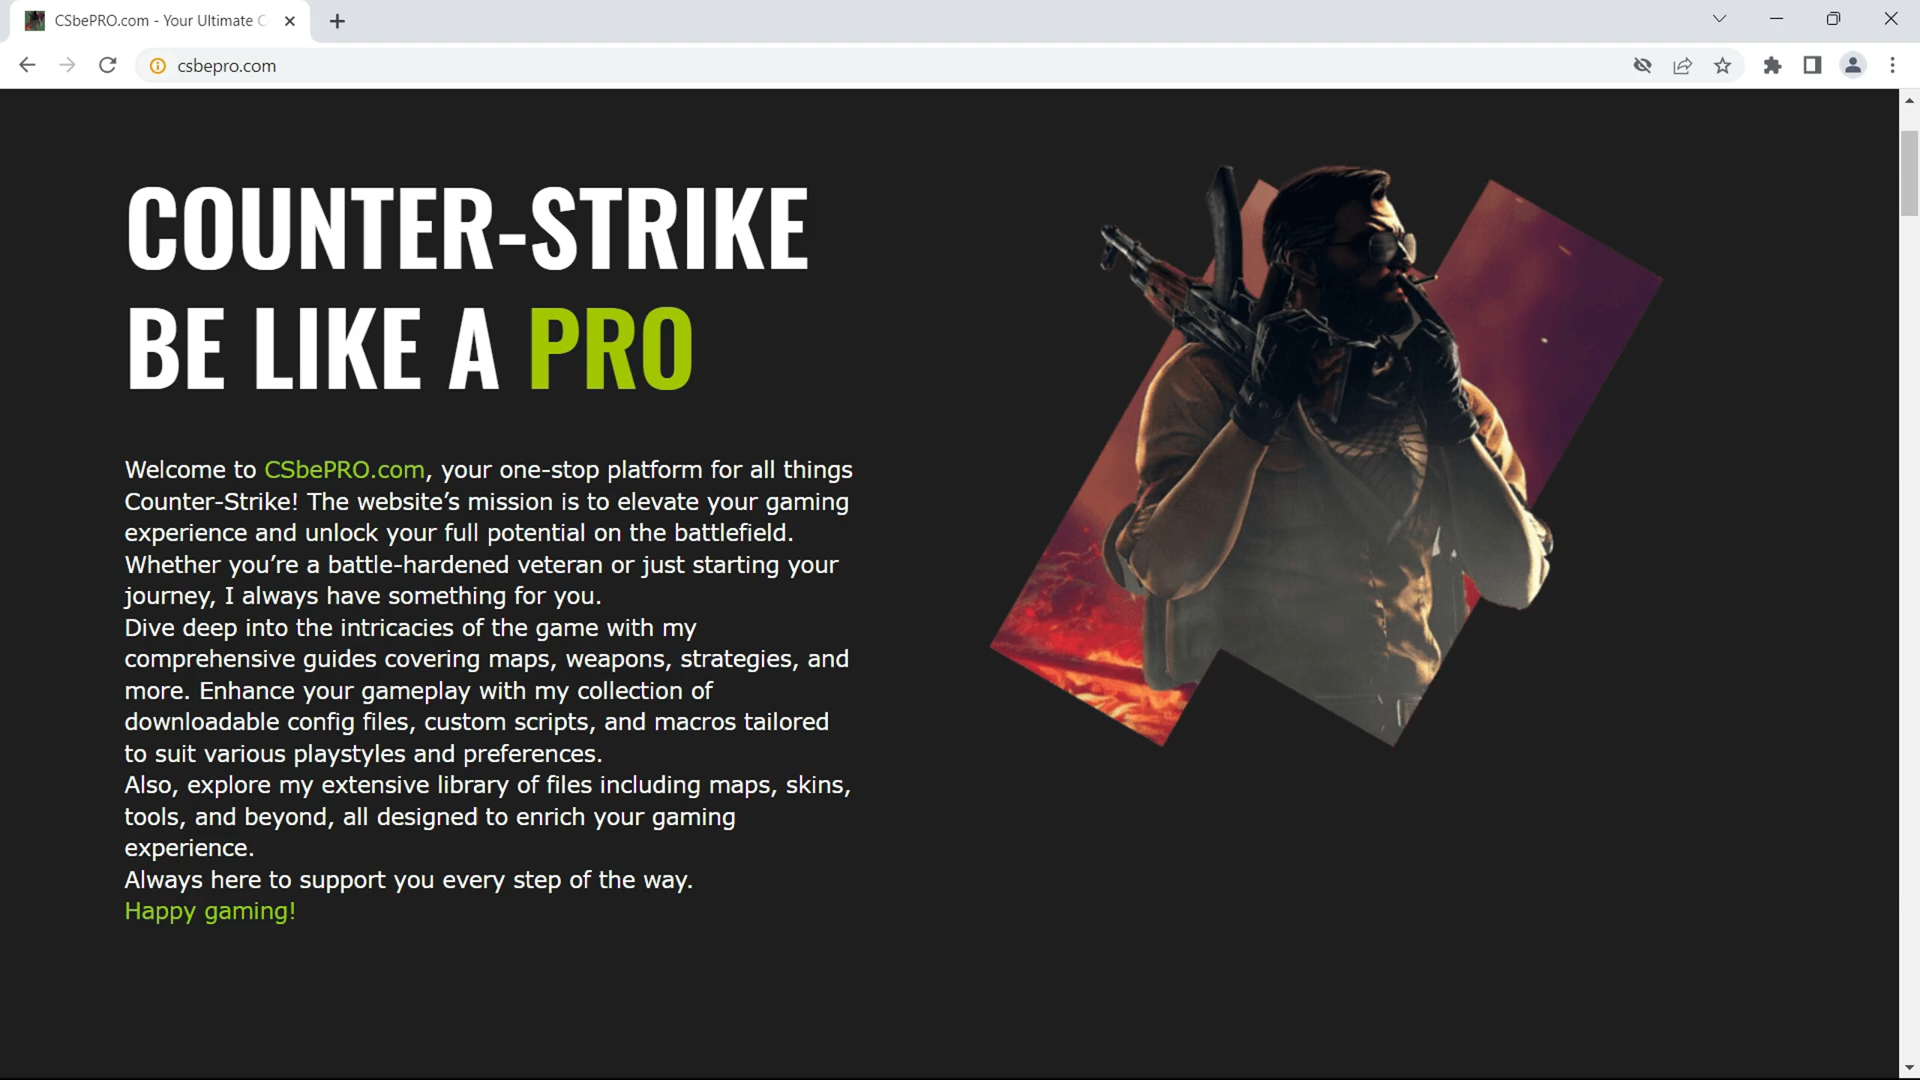 CSbePRO.com - Your Ultimate C
csbepro.com
COUNTER-STRIKE
BE LIKE A PRO
Welcome to CSbePRO.com, your one-stop platform for all things
Counter-Strike! The website’s mission is to elevate your gaming
experience and unlock your full potential on the battlefield.
Whether you’re a battle-hardened veteran or just starting your
journey, I always have something for you.
Dive deep into the intricacies of the game with my
comprehensive guides covering maps, weapons, strategies, and
more. Enhance your gameplay with my collection of
downloadable config files, custom scripts, and macros tailored
to suit various playstyles and preferences.
Also, explore my extensive library of files including maps, skins,
tools, and beyond, all designed to enrich your gaming
experience.
Always here to support you every step of the way.
Happy gaming!